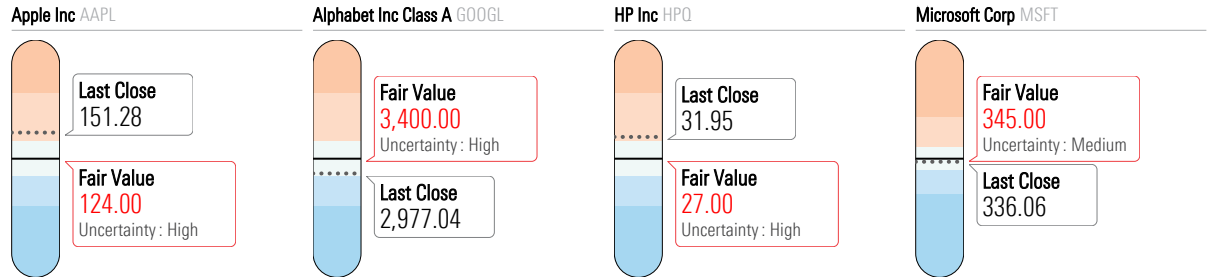 Apple Inc AAPL
Last Close
151.28
Fair Value
124.00
Uncertainty : High
Alphabet Inc Class A GOOGL
Fair Value
3,400.00
Uncertainty : High
Last Close
2,977.04
HP Inc HPQ
Last Close
31.95
Fair Value
27.00
Uncertainty : High
Microsoft Corp MSFT
Fair Value
345.00
Uncertainty : Medium
Last Close
336.06